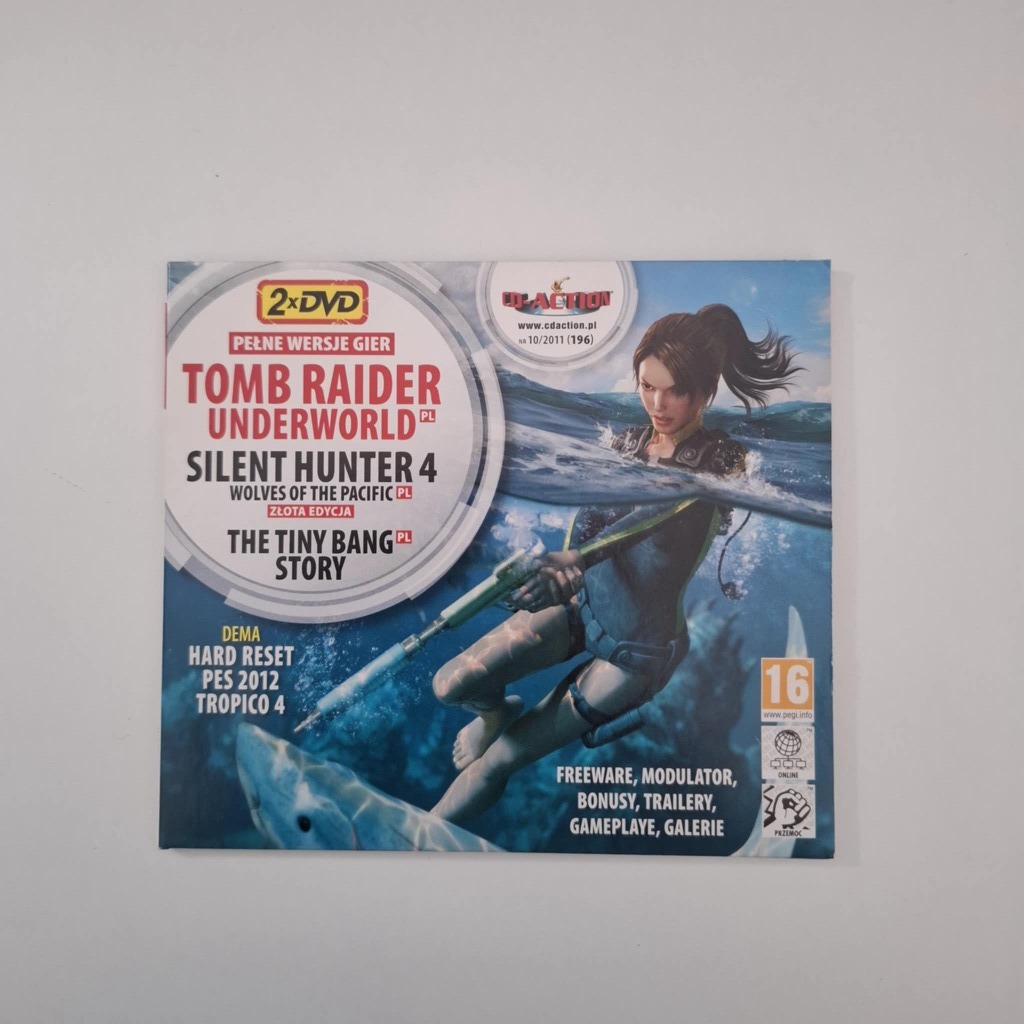 2xDVD
PEŁNE WERSJE GIER
TOMB RAIDER
UNDERWORLD PL
SILENT HUNTER 4
WOLVES OF THE PACIFIC PL
ZŁOTA EDYCJA
THE TINY BANG PL
STORY
DEMA
HARD RESET
PES 2012
TROPICO 4
CD-ACTION
www.cdaction.pl
NA 10/2011 (196)
16
www.pegi.info
ONLINE
PRZEMOC
FREEWARE, MODULATOR,
BONUSY, TRAILERY,
GAMEPLAYE, GALERIE